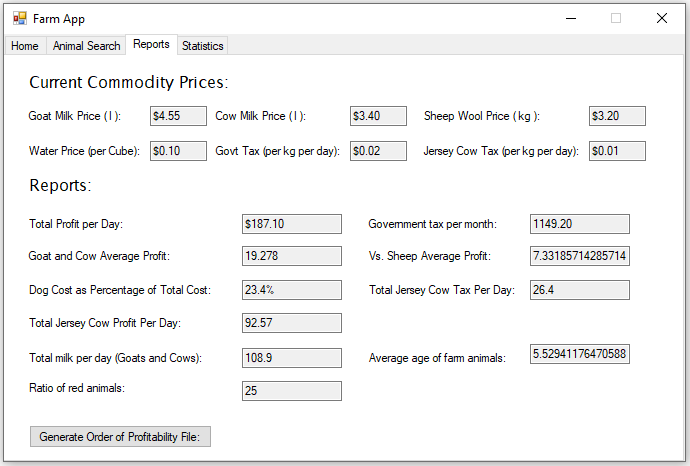 Farm App
Home Animal Search Reports Statistics
Current Commodity Prices:
Goat Milk Price ( l ): $4.55 Cow Milk Price ( l ): $3.40 Sheep Wool Price ( kg ): $3.20
Water Price (per Cube): $0.10 Govt Tax (per kg per day): $0.02 Jersey Cow Tax (per kg per day): $0.01
Reports:
Total Profit per Day: $187.10 Government tax per month: 1149.20
Goat and Cow Average Profit: 19.278 Vs. Sheep Average Profit: 7.33185714285714
Dog Cost as Percentage of Total Cost: 23.4% Total Jersey Cow Tax Per Day: 26.4
Total Jersey Cow Profit Per Day: 92.57
Total milk per day (Goats and Cows): 108.9 Average age of farm animals: 5.52941176470588
Ratio of red animals: 25
Generate Order of Profitability File: